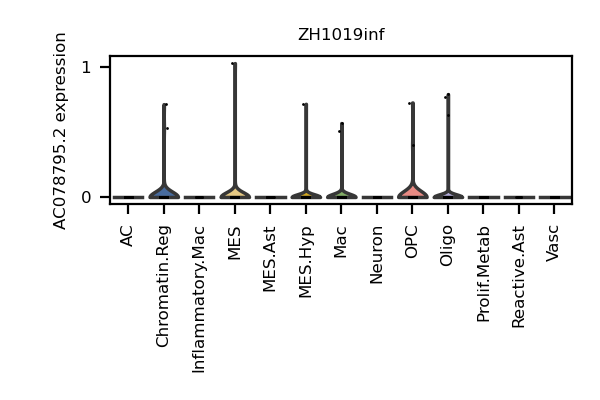 ZH1019inf
AC078795.2 expression
1
0
AC
Chromatin.Reg
Inflammatory.Mac
MES
MES.Ast
MES.Hyp
Mac
Neuron
OPC
Oligo
Prolif.Metab
Reactive.Ast
Vasc